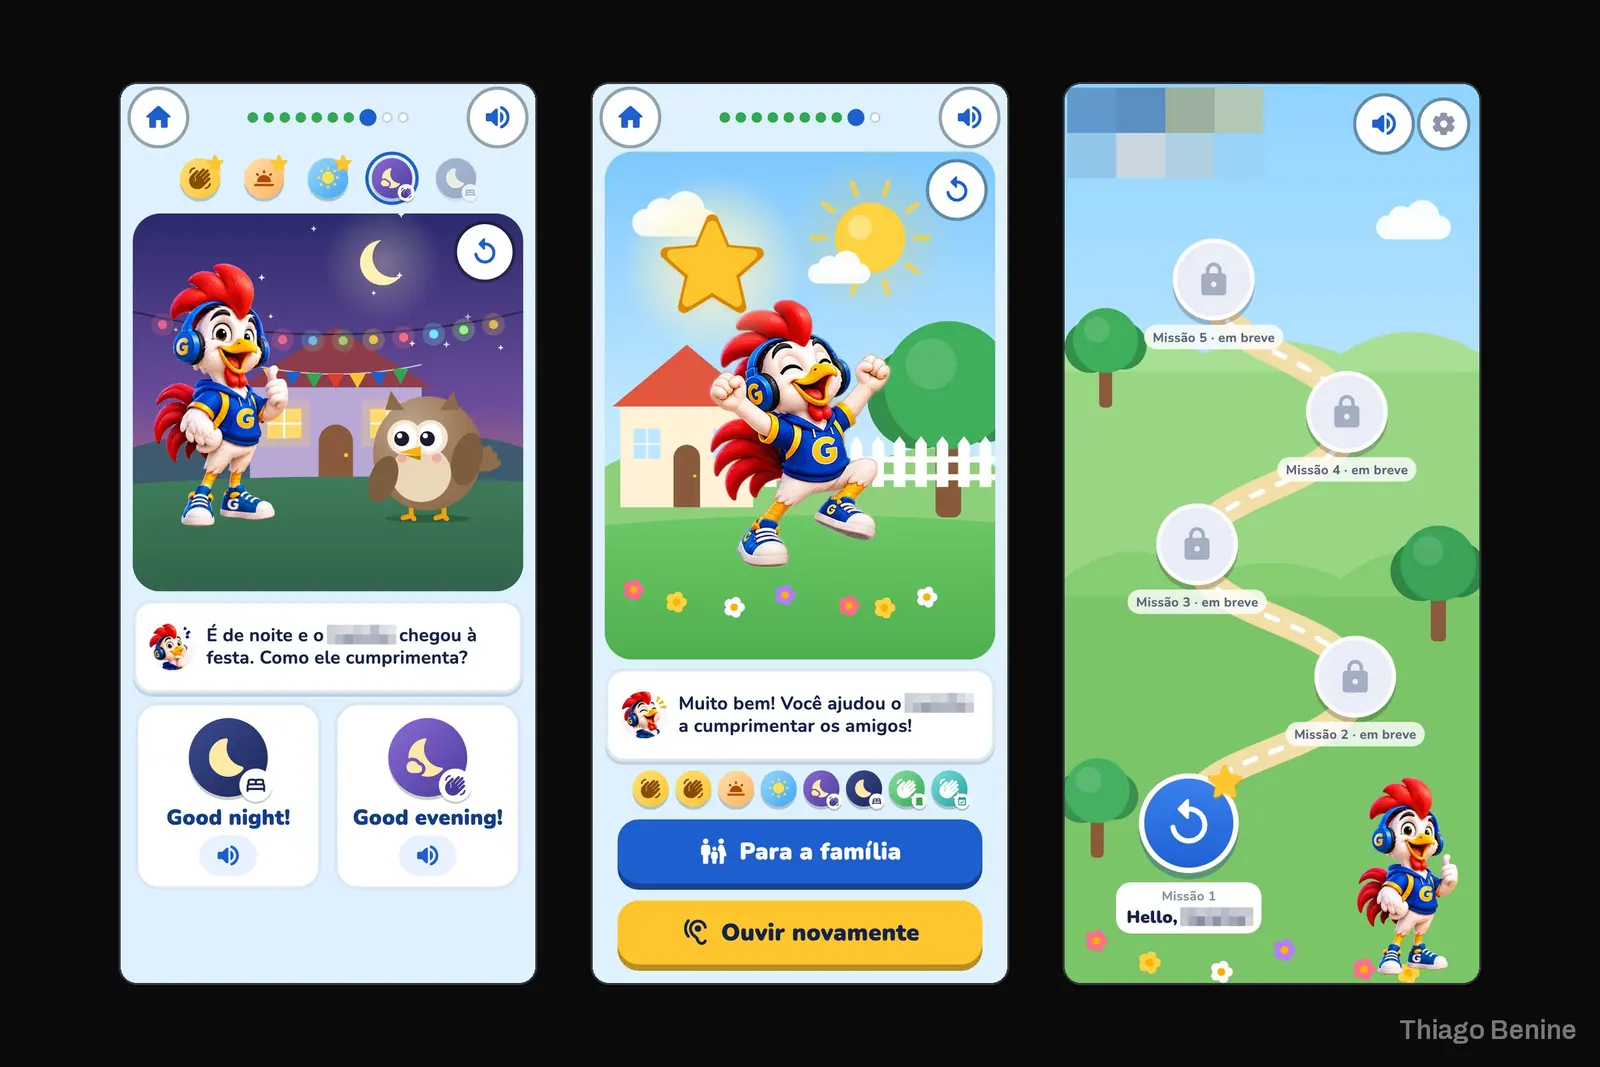 É de noite e o chegou à
festa. Como ele cumprimenta?
Good night!
Good evening!
G
G
G
Muito bem! Você ajudou o
a cumprimentar os amigos!
Para a família
Ouvir novamente
G
G
G
Missão 5 · em breve
Missão 4 · em breve
Missão 3 · em breve
Missão 2 · em breve
Missão 1
Hello,
G
G
Thiago Benine